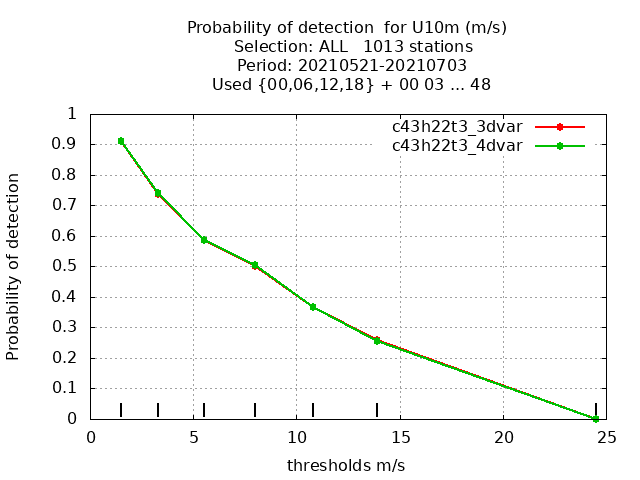 Probability of detection  for U10m (m/s)
Selection: ALL   1013 stations
Period: 20210521-20210703
Used {00,06,12,18} + 00 03 ... 48
c43h22t3_3dvar
c43h22t3_4dvar
Probability of detection
1
0.9
0.8
0.7
0.6
0.5
0.4
0.3
0.2
0.1
0
0 5 10 15 20 25
thresholds m/s